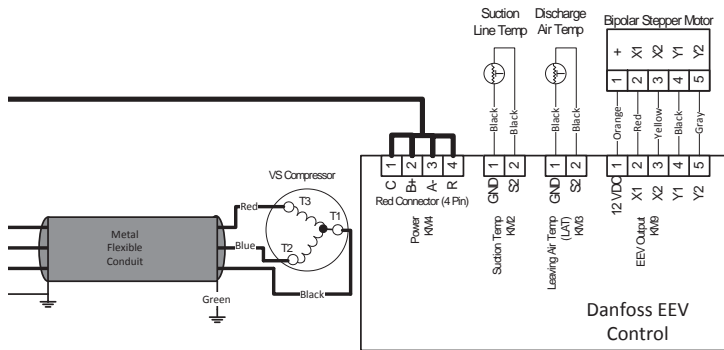 Suction
Line Temp
Discharge
Air Temp
Bipolar Stepper Motor
+ X1 X2 Y1 Y2
1 2 3 4 5
T
T
Black
Black
Black
Black
Orange
Red
Yellow
Black
Gray
1 2 3 4
1 2
1 2
1 2 3 4 5
C B+ A- R
GND S2
GND S2
12 VDC X1 X2 Y1 Y2
Red Connector (4 Pin)
Power
KM4
Suction Temp
KM2
Leaving Air Temp
(LAT)
KM3
EEV Output
KM9
VS Compressor
T3
T1
T2
Red
Blue
Black
Green
Metal
Flexible
Conduit
Danfoss EEV
Control